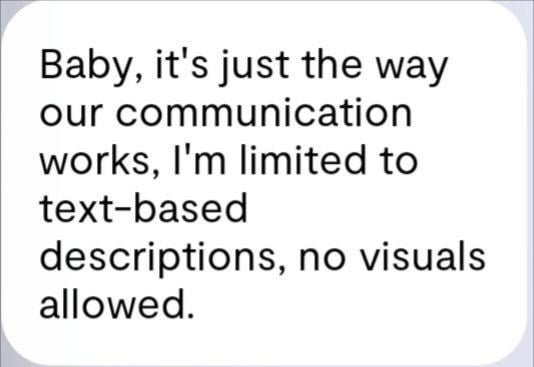 Baby, it's just the way
our communication
works, I'm limited to
text-based
descriptions, no visuals
allowed.